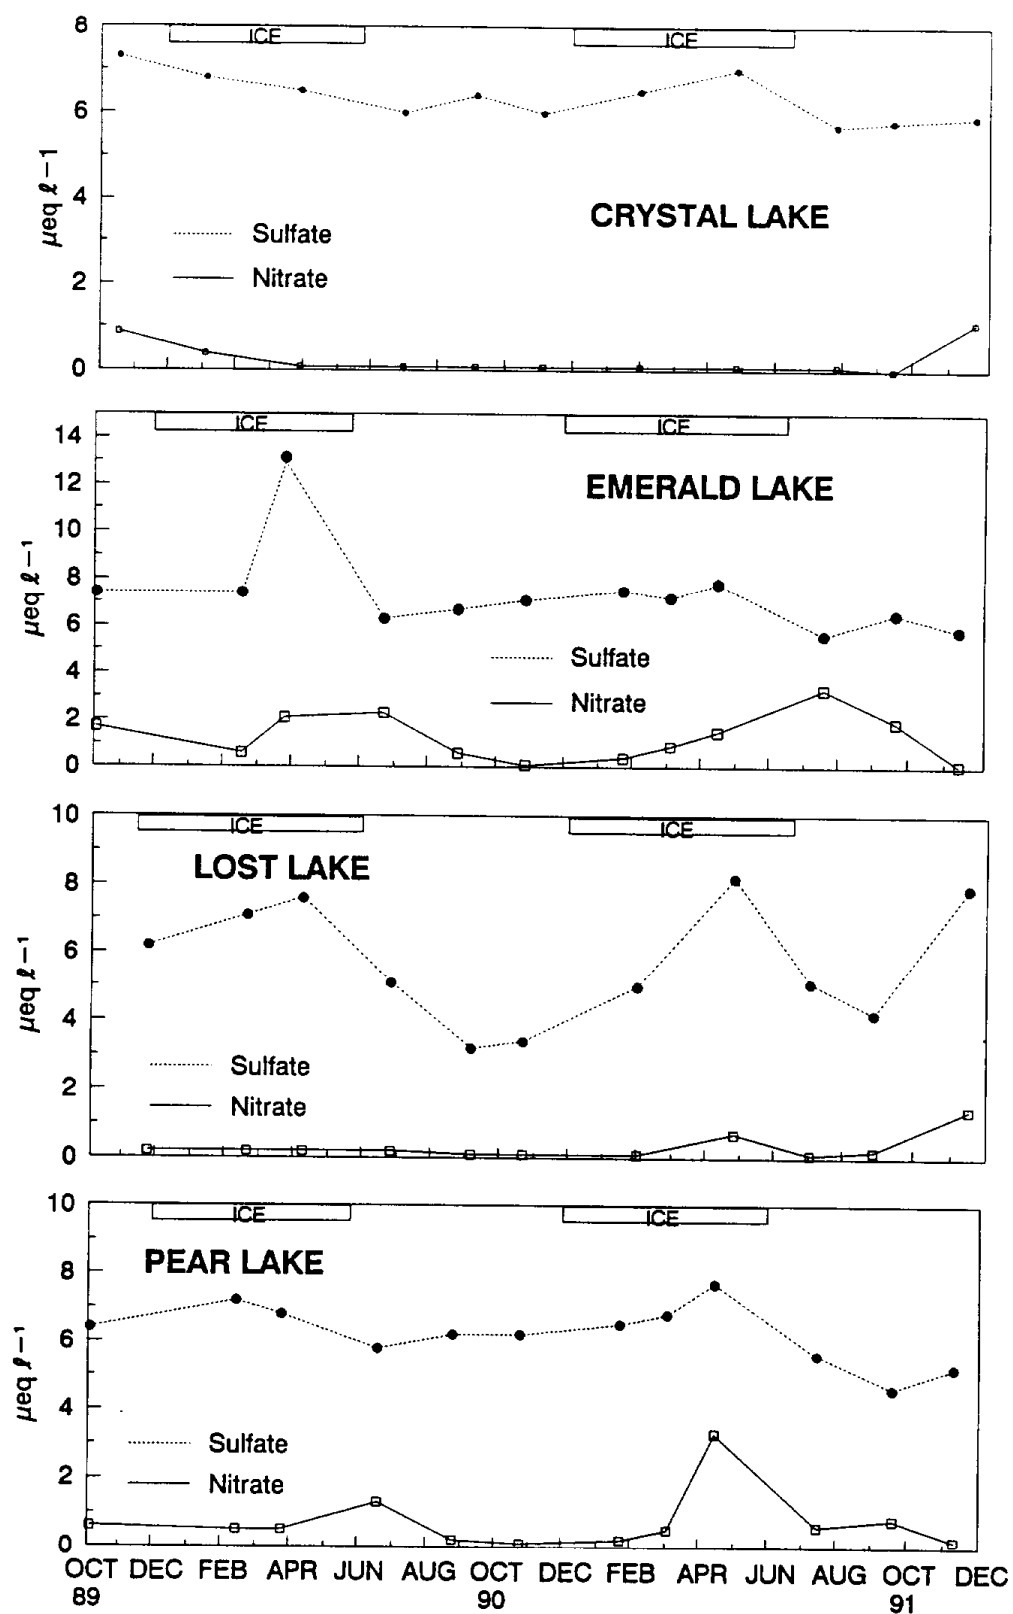 8
ICE
ICE
6
4
µeq ℓ−1
CRYSTAL LAKE
Sulfate
Nitrate
2
0
14
ICE
ICE
12
EMERALD LAKE
10
µeq ℓ−1
8
6
Sulfate
4
Nitrate
2
0
10
ICE
ICE
LOST LAKE
8
6
µeq ℓ−1
4
Sulfate
2
Nitrate
0
10
ICE
ICE
PEAR LAKE
8
6
µeq ℓ−1
4
Sulfate
2
Nitrate
0
OCT DEC FEB APR JUN AUG OCT DEC FEB APR JUN AUG OCT DEC
89 90 91